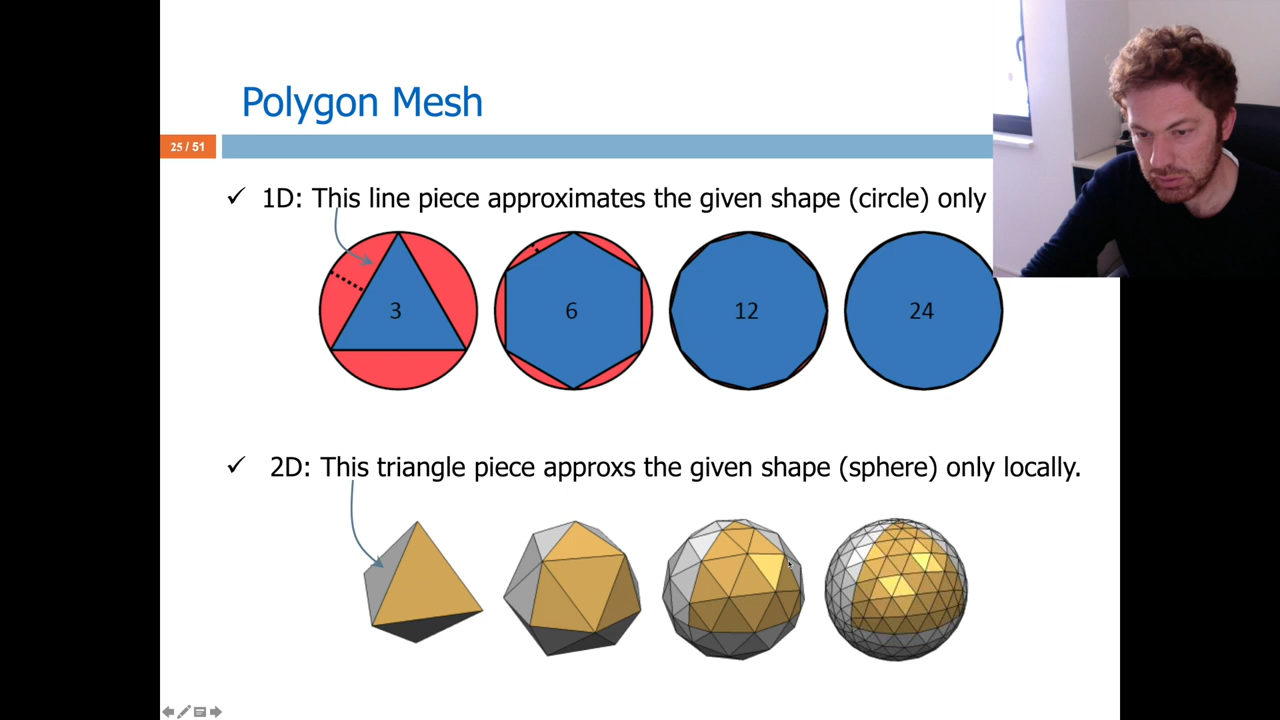 Polygon Mesh
25 / 51
✓ 1D: This line piece approximates the given shape (circle) only
3
6
12
24
✓ 2D: This triangle piece approxs the given shape (sphere) only locally.